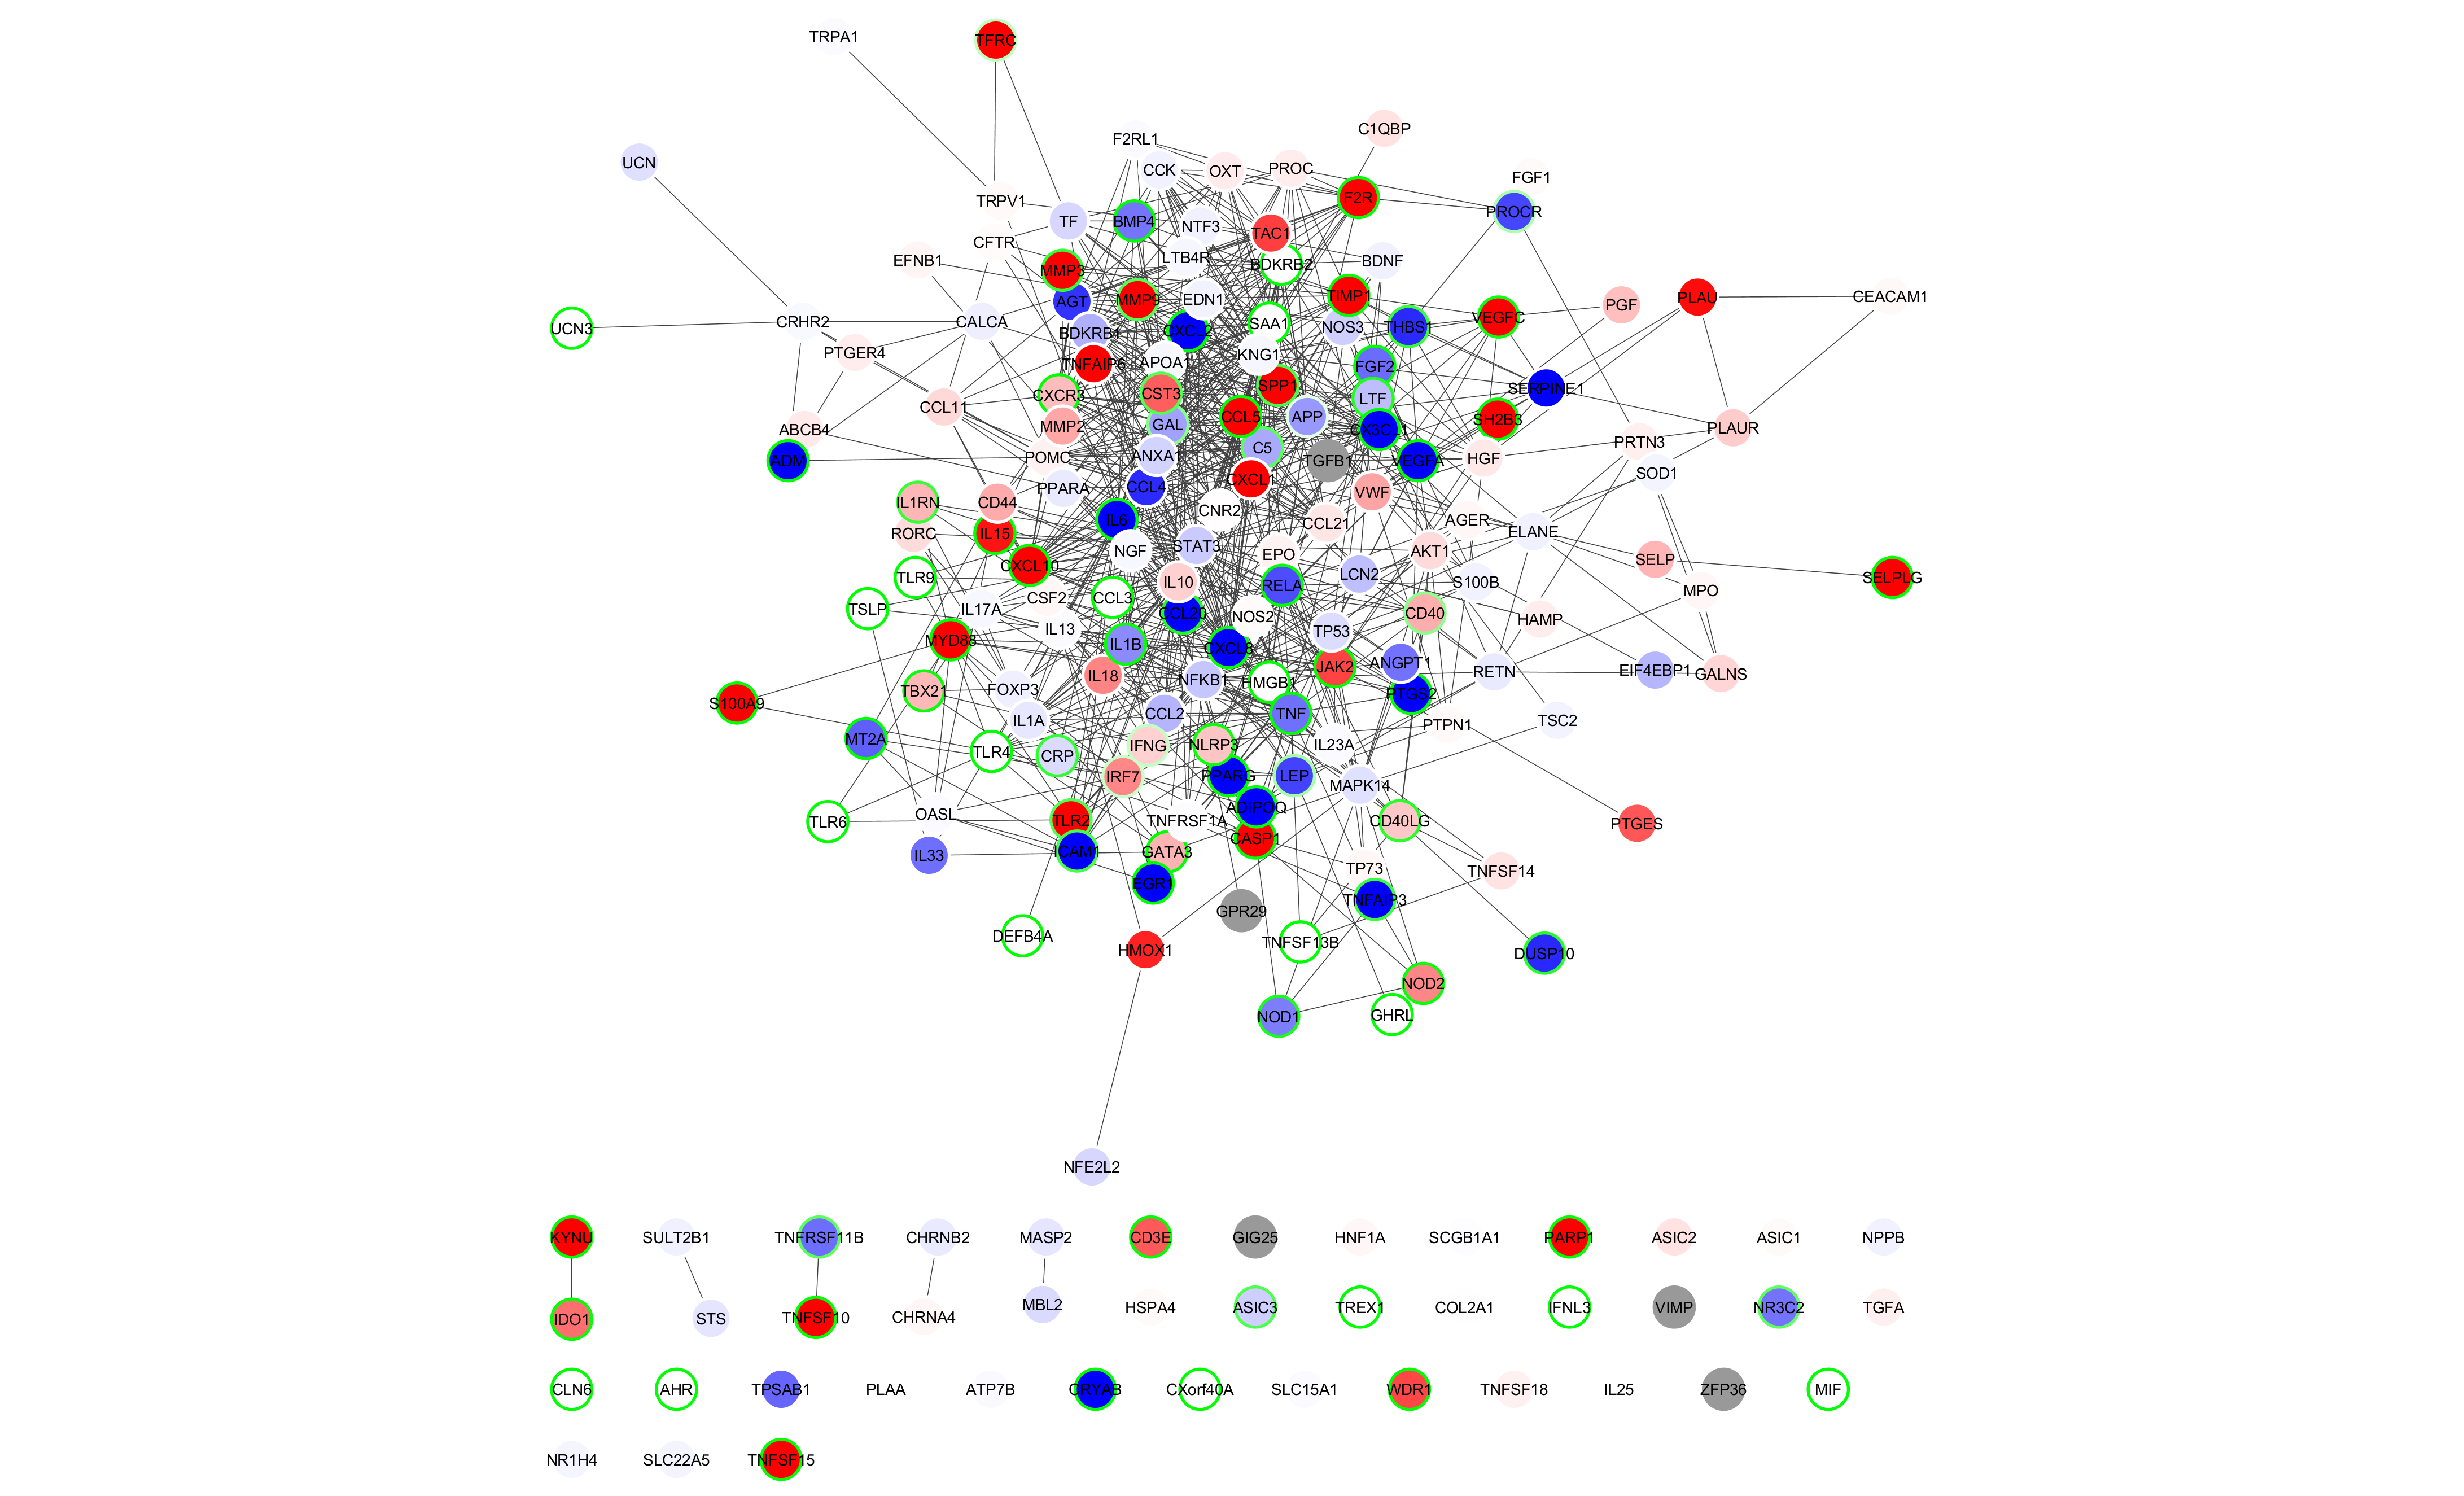 TRPA1
TFRC
C1QBP
F2RL1
UCN
CCK
OXT
PROC
FGF1
TRPV1
F2R
PROCR
TF
BMP4
NTF3
TAC1
CFTR
EFNB1
LTB4R
BDKRB2
BDNF
MMP3
AGT
MMP9
EDN1
TIMP1
PLAU
CEACAM1
PGF
UCN3
CRHR2
CALCA
BDKRB1
CXCL2
SAA1
NOS3
THBS1
VEGFC
PTGER4
TNFAIP6
APOA1
KNG1
FGF2
CXCR3
CST3
SPP1
SERPINE1
CCL11
LTF
MMP2
GAL
CCL5
APP
CX3CL1
SH2B3
ABCB4
PLAUR
ADM
POMC
ANXA1
C5
TGFB1
VEGFA
HGF
PRTN3
SOD1
PPARA
CCL4
CXCL1
VWF
IL1RN
CD44
CNR2
CCL21
AGER
IL6
RORC
IL15
ELANE
NGF
STAT3
EPO
AKT1
CXCL10
SELP
TLR9
IL10
RELA
LCN2
S100B
SELPLG
MPO
TSLP
IL17A
CSF2
CCL3
CCL20
NOS2
CD40
HAMP
IL13
TP53
MYD88
IL1B
CXCL8
IL18
NFKB1
HMGB1
JAK2
ANGPT1
RETN
EIF4EBP1
GALNS
TBX21
FOXP3
PTGS2
S100A9
IL1A
CCL2
TNF
PTPN1
TSC2
MT2A
TLR4
CRP
IFNG
NLRP3
IL23A
IRF7
PPARG
LEP
MAPK14
ADIPOQ
OASL
TLR6
TLR2
TNFRSF1A
CD40LG
PTGES
CASP1
IL33
ICAM1
GATA3
TP73
TNFSF14
EGR1
TNFAIP3
GPR29
DEFB4A
HMOX1
TNFSF13B
DUSP10
NOD2
NOD1
GHRL
NFE2L2
KYNU
SULT2B1
TNFRSF11B
CHRNB2
MASP2
CD3E
GIG25
HNF1A
SCGB1A1
PARP1
ASIC2
ASIC1
NPPB
IDO1
STS
TNFSF10
CHRNA4
MBL2
HSPA4
ASIC3
TREX1
COL2A1
IFNL3
VIMP
NR3C2
TGFA
CLN6
AHR
TPSAB1
PLAA
ATP7B
CRYAB
CXorf40A
SLC15A1
WDR1
TNFSF18
IL25
ZFP36
MIF
NR1H4
SLC22A5
TNFSF15